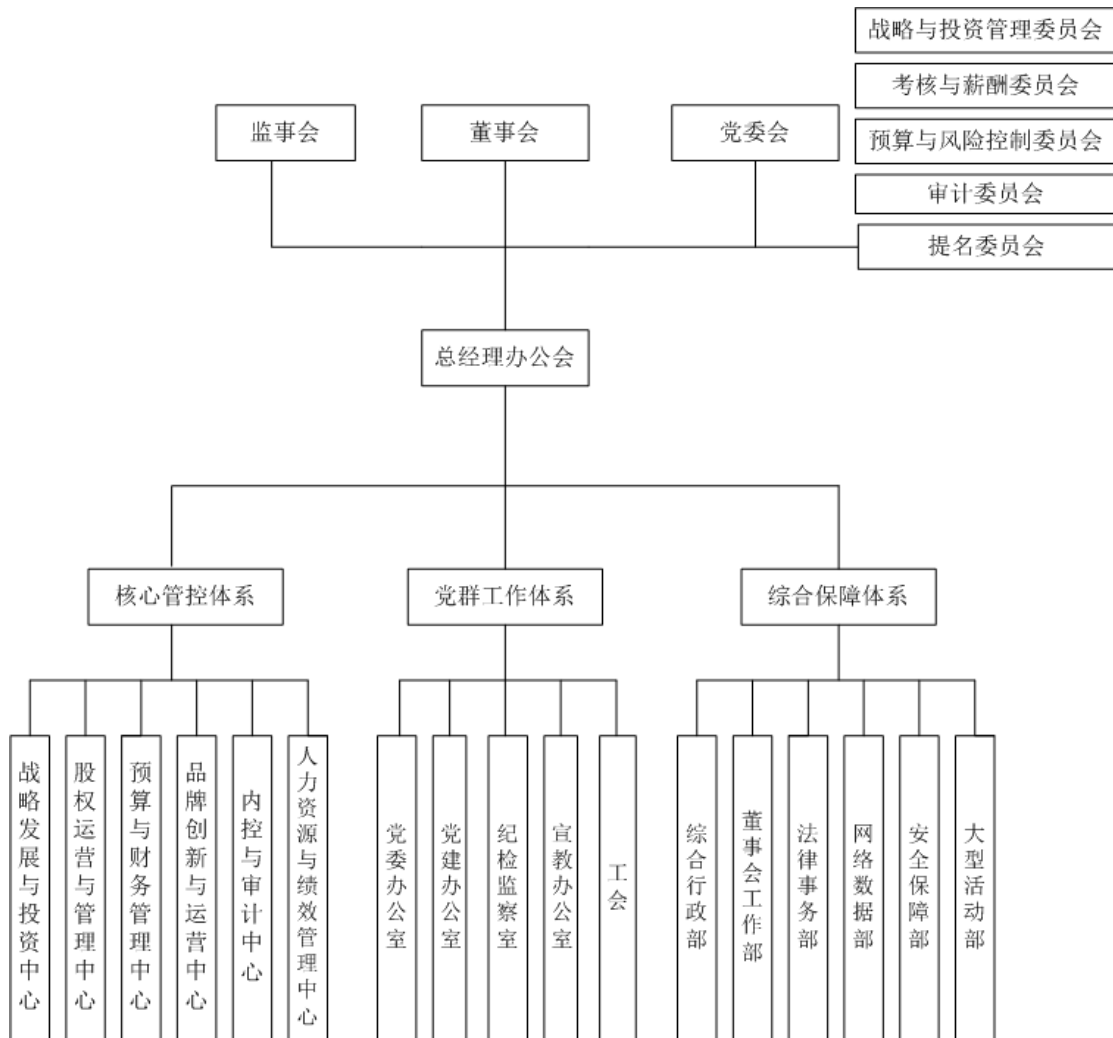 战略与投资管理委员会
考核与薪酬委员会
监事会
董事会
党委会
预算与风险控制委员会
审计委员会
提名委员会
总经理办公会
核心管控体系
党群工作体系
综合保障体系
战略发展与投资中心
股权运营与管理中心
预算与财务管理中心
品牌创新与运营中心
内控与审计中心
人力资源与绩效管理中心
党委办公室
党建办公室
纪检监察室
宣教办公室
工会
综合行政部
董事会工作部
法律事务部
网络数据部
安全保障部
大型活动部